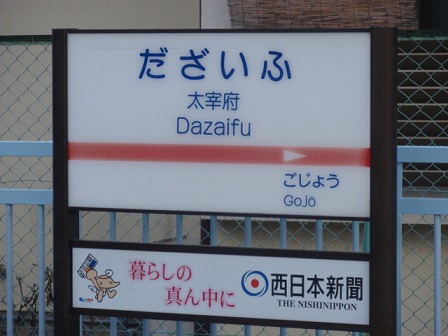 だざいふ
太宰府
Dazaifu
ごじょう
Gojō
暮らしの
真ん中に
西日本新聞
THE NISHINIPPON